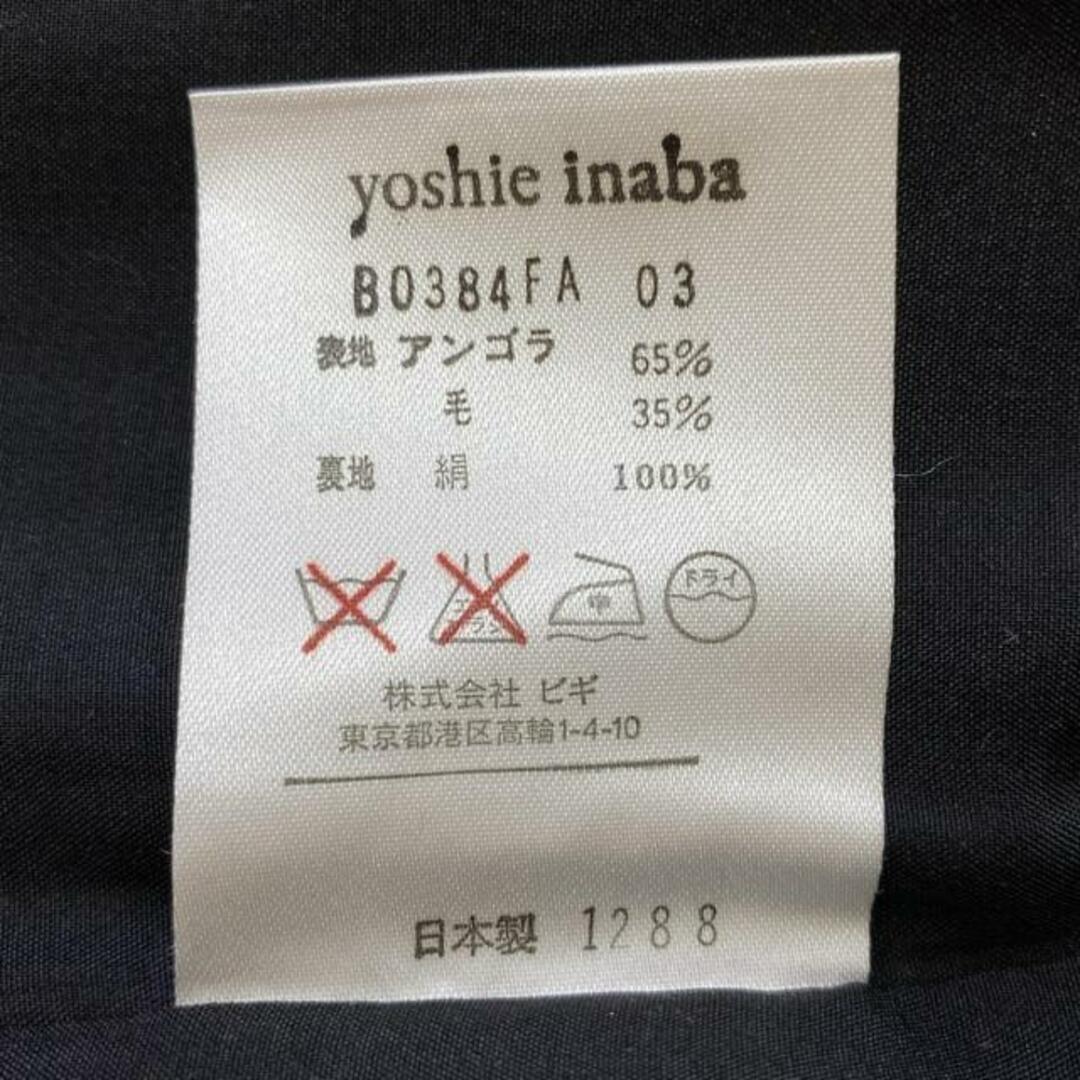 yoshie inaba
B0384FA 03
表地 アンゴラ 65%
毛 35%
裏地 絹 100%
中 ドライ
株式会社 ビギ
東京都港区高輪1-4-10
日本製 1288